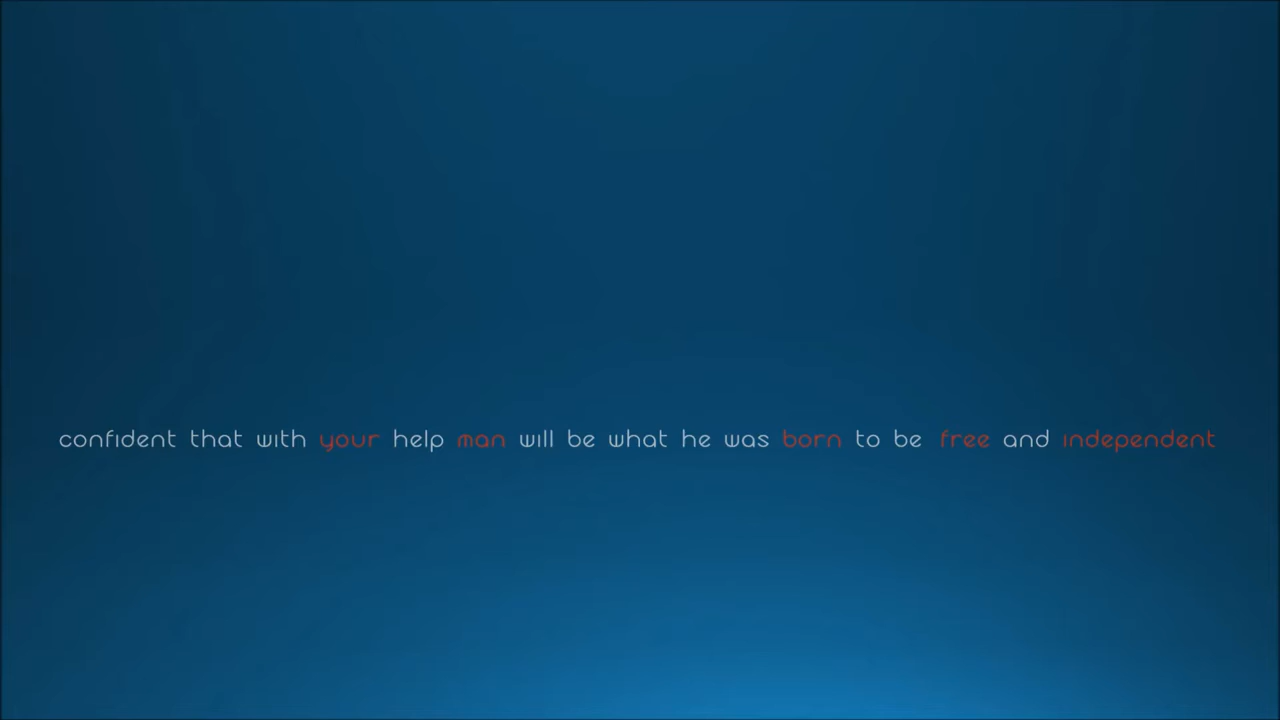 confident that with your help man will be what he was born to be free and independent